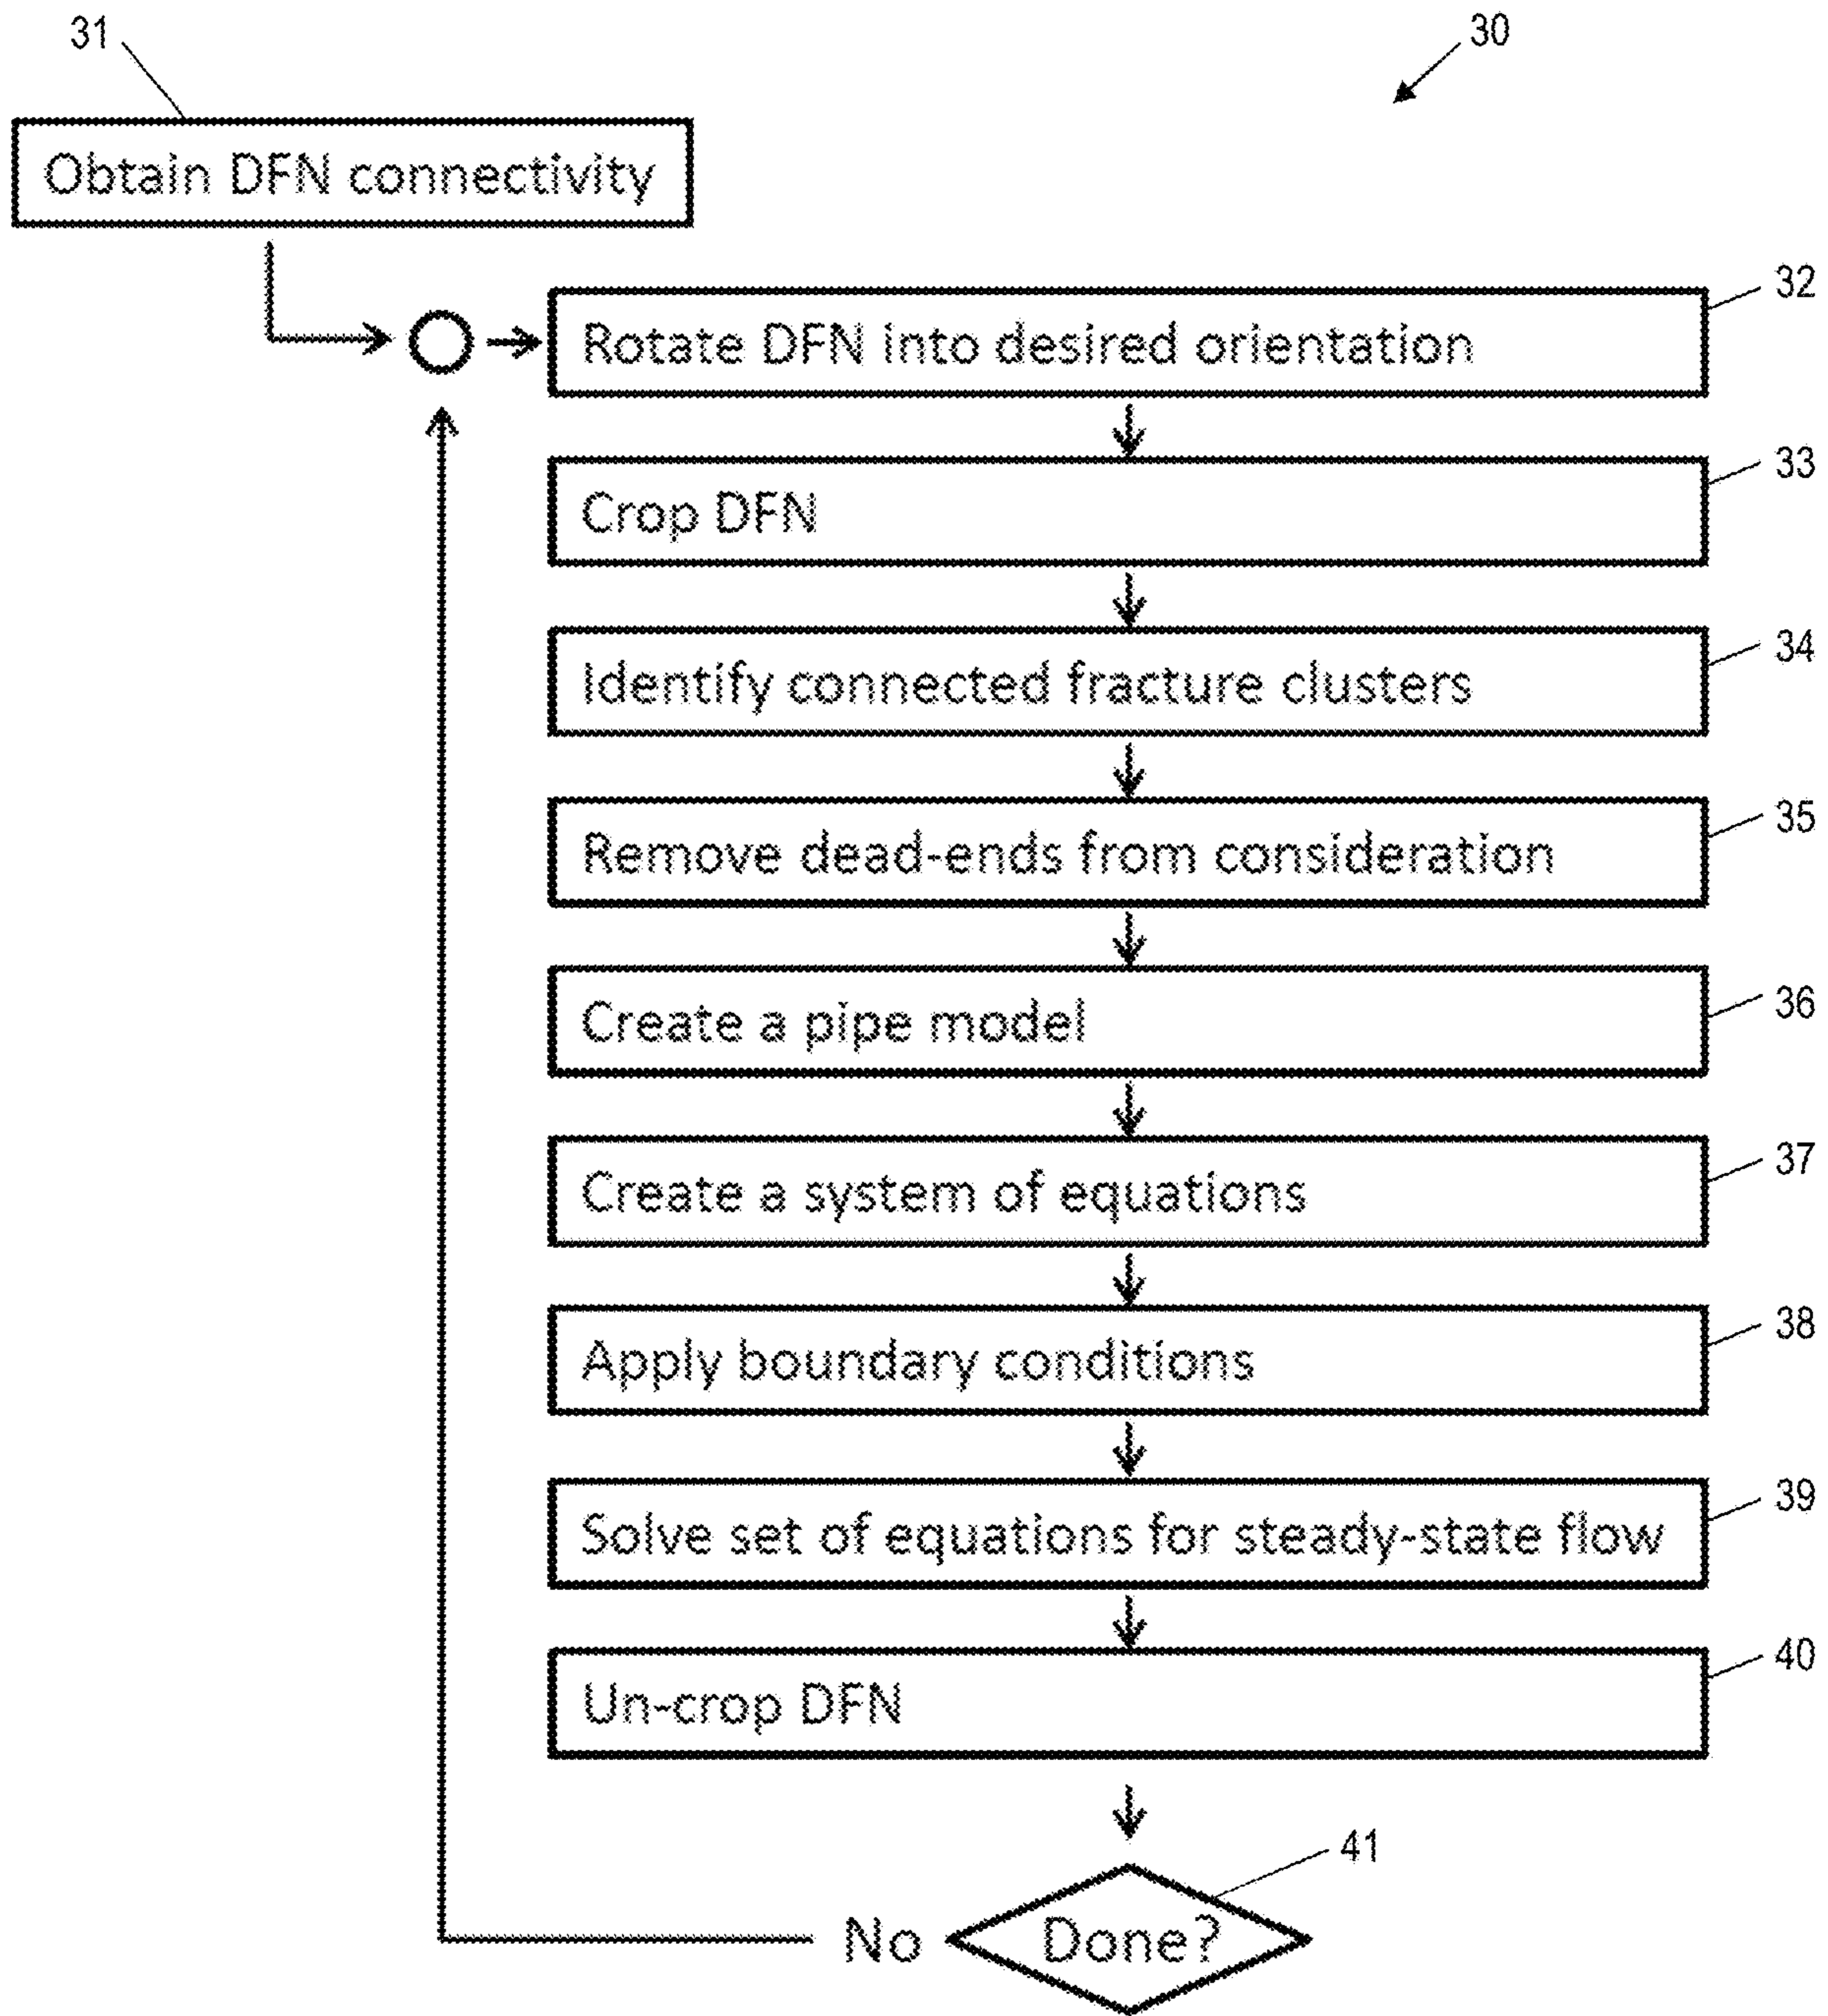 31
30
Obtain DFN connectivity
32
Rotate DFN into desired orientation
33
Crop DFN
34
Identify connected fracture clusters
35
Remove dead-ends from consideration
36
Create a pipe model
37
Create a system of equations
38
Apply boundary conditions
39
Solve set of equations for steady-state flow
40
Un-crop DFN
41
No
Done?